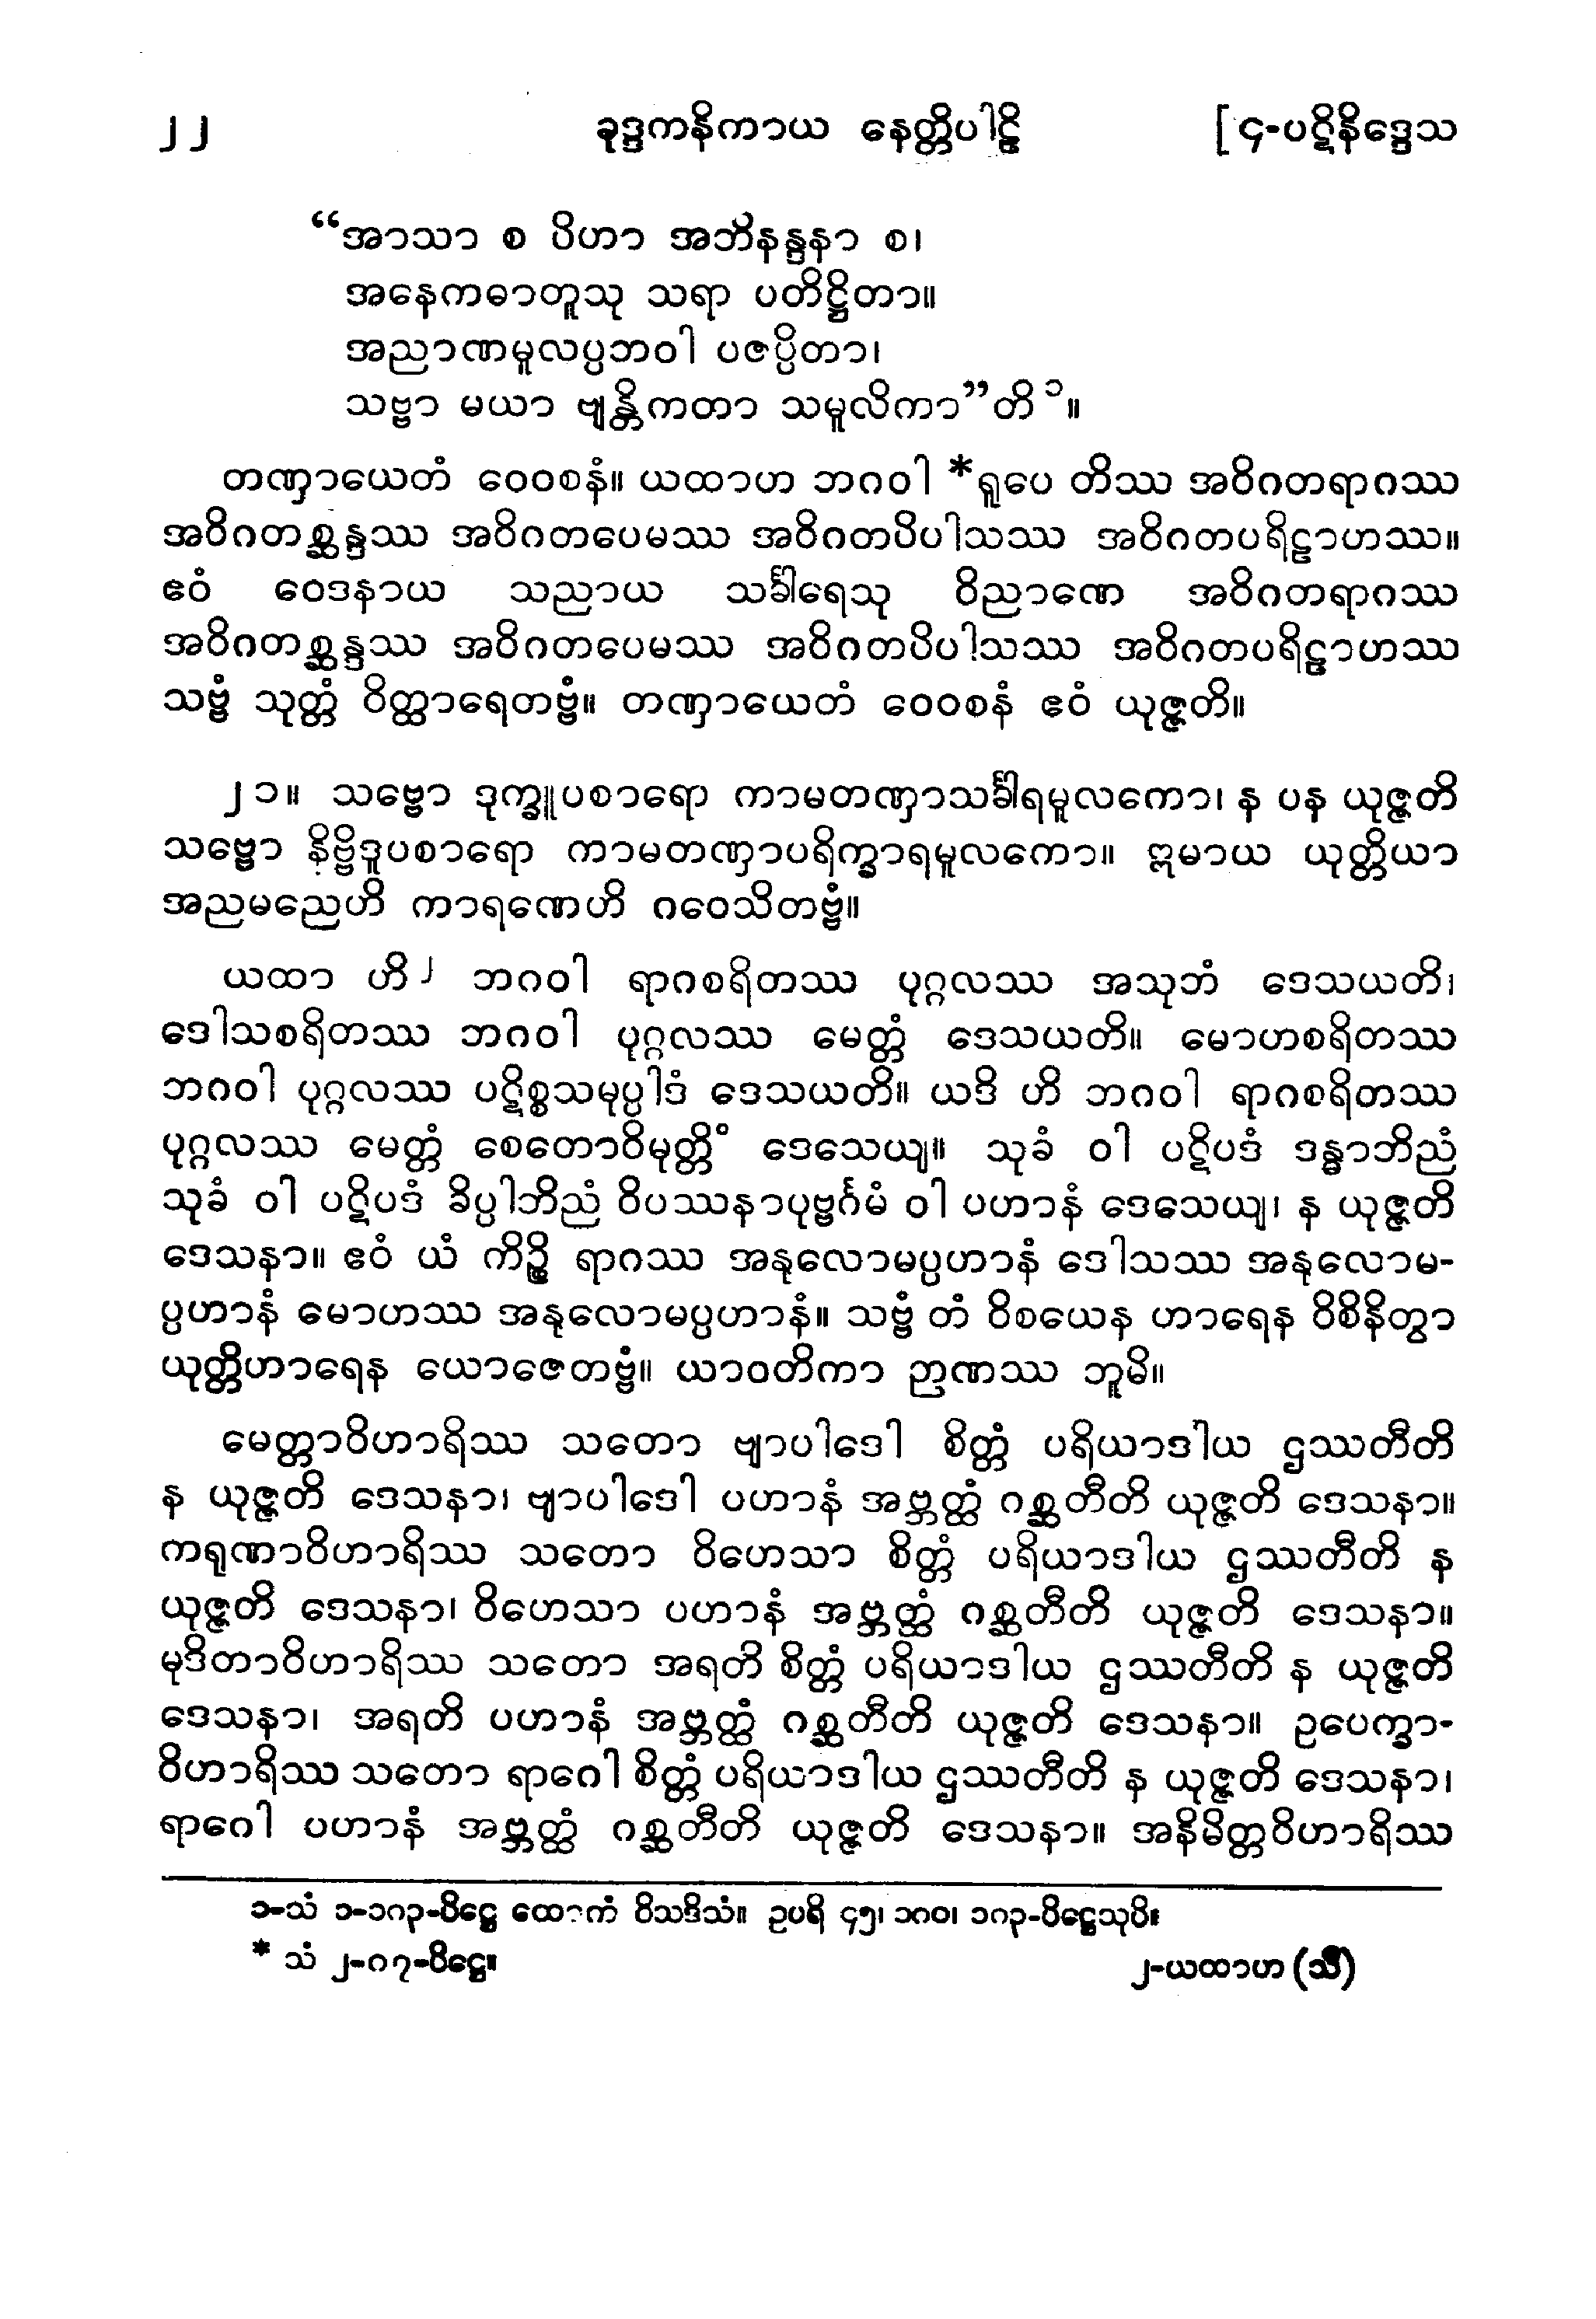 ၂၂ ခုဒ္ဒကနိကာယ နေတ္တိပါဠိ [၄-ပဋိနိဒ္ဒေသ
“အာသာ စ ပိဟာ အဘိနန္ဒနာ စ၊
အနေကဓာတူသု သရာ ပတိဋ္ဌိတာ။
အညာဏမူလပ္ပဘဝါ ပဇပ္ပိတာ၊
သဗ္ဗာ မယာ ဗျန္တိကတာ သမူလိကာ”တိ ၁။
တဏှာယေတံ ဝေဝစနံ။ ယထာဟ ဘဂဝါ *ရူပေ တိဿ အဝိဂတရာဂဿ
အဝိဂတစ္ဆန္ဒဿ အဝိဂတပေမဿ အဝိဂတပိပါသဿ အဝိဂတပရိဠာဟဿ။
ဧဝံ ဝေဒနာယ သညာယ သင်္ခါရေသု ဝိညာဏေ အဝိဂတရာဂဿ
အဝိဂတစ္ဆန္ဒဿ အဝိဂတပေမဿ အဝိဂတပိပါသဿ အဝိဂတပရိဠာဟဿ
သဗ္ဗံ သုတ္တံ ဝိတ္ထာရေတဗ္ဗံ။ တဏှာယေတံ ဝေဝစနံ ဧဝံ ယုဇ္ဇတိ။
၂၁။ သဗ္ဗော ဒုက္ခူပစာရော ကာမတဏှာသင်္ခါရမူလကော၊ န ပန ယုဇ္ဇတိ
သဗ္ဗော နိဗ္ဗိဒူပစာရော ကာမတဏှာပရိက္ခာရမူလကော။ ဣမာယ ယုတ္တိယာ
အညမညေဟိ ကာရဏေဟိ ဂဝေသိတဗ္ဗံ။
ယထာ ဟိ ၂ ဘဂဝါ ရာဂစရိတဿ ပုဂ္ဂလဿ အသုဘံ ဒေသယတိ၊
ဒေါသစရိတဿ ဘဂဝါ ပုဂ္ဂလဿ မေတ္တံ ဒေသယတိ။ မောဟစရိတဿ
ဘဂဝါ ပုဂ္ဂလဿ ပဋိစ္စသမုပ္ပါဒံ ဒေသယတိ။ ယဒိ ဟိ ဘဂဝါ ရာဂစရိတဿ
ပုဂ္ဂလဿ မေတ္တံ စေတောဝိမုတ္တိံ ဒေသေယျ။ သုခံ ဝါ ပဋိပဒံ ဒန္ဓာဘိညံ
သုခံ ဝါ ပဋိပဒံ ခိပ္ပါဘိညံ ဝိပဿနာပုဗ္ဗင်္ဂမံ ဝါ ပဟာနံ ဒေသေယျ၊ န ယုဇ္ဇတိ
ဒေသနာ။ ဧဝံ ယံ ကိဉ္စိ ရာဂဿ အနုလောမပ္ပဟာနံ ဒေါသဿ အနုလောမ-
ပ္ပဟာနံ မောဟဿ အနုလောမပ္ပဟာနံ။ သဗ္ဗံ တံ ဝိစယေန ဟာရေန ဝိစိနိတွာ
ယုတ္တိဟာရေန ယောဇေတဗ္ဗံ။ ယာဝတိကာ ဉာဏဿ ဘူမိ။
မေတ္တာဝိဟာရိဿ သတော ဗျာပါဒေါ စိတ္တံ ပရိယာဒါယ ဌဿတီတိ
န ယုဇ္ဇတိ ဒေသနာ၊ ဗျာပါဒေါ ပဟာနံ အဗ္ဘတ္ထံ ဂစ္ဆတီတိ ယုဇ္ဇတိ ဒေသနာ။
ကရုဏာဝိဟာရိဿ သတော ဝိဟေသာ စိတ္တံ ပရိယာဒါယ ဌဿတီတိ န
ယုဇ္ဇတိ ဒေသနာ၊ ဝိဟေသာ ပဟာနံ အဗ္ဘတ္ထံ ဂစ္ဆတီတိ ယုဇ္ဇတိ ဒေသနာ။
မုဒိတာဝိဟာရိဿ သတော အရတိ စိတ္တံ ပရိယာဒါယ ဌဿတီတိ န ယုဇ္ဇတိ
ဒေသနာ၊ အရတိ ပဟာနံ အဗ္ဘတ္ထံ ဂစ္ဆတီတိ ယုဇ္ဇတိ ဒေသနာ။ ဥပေက္ခာ-
ဝိဟာရိဿ သတော ရာဂေါ စိတ္တံ ပရိယာဒါယ ဌဿတီတိ န ယုဇ္ဇတိ ဒေသနာ၊
ရာဂေါ ပဟာနံ အဗ္ဘတ္ထံ ဂစ္ဆတီတိ ယုဇ္ဇတိ ဒေသနာ။ အနိမိတ္တဝိဟာရိဿ
၁-သံ ၁-၁၈၃-ပိဋ္ဌေ ထောကံ ဝိသဒိသံ။ ဥပရိ ၄၅၊ ၁၀၀၊ ၁၈၃-ပိဋ္ဌေသုပိ။
* သံ ၂-၈၇-ပိဋ္ဌေ။ ၂-ယထာဟ (သီ)